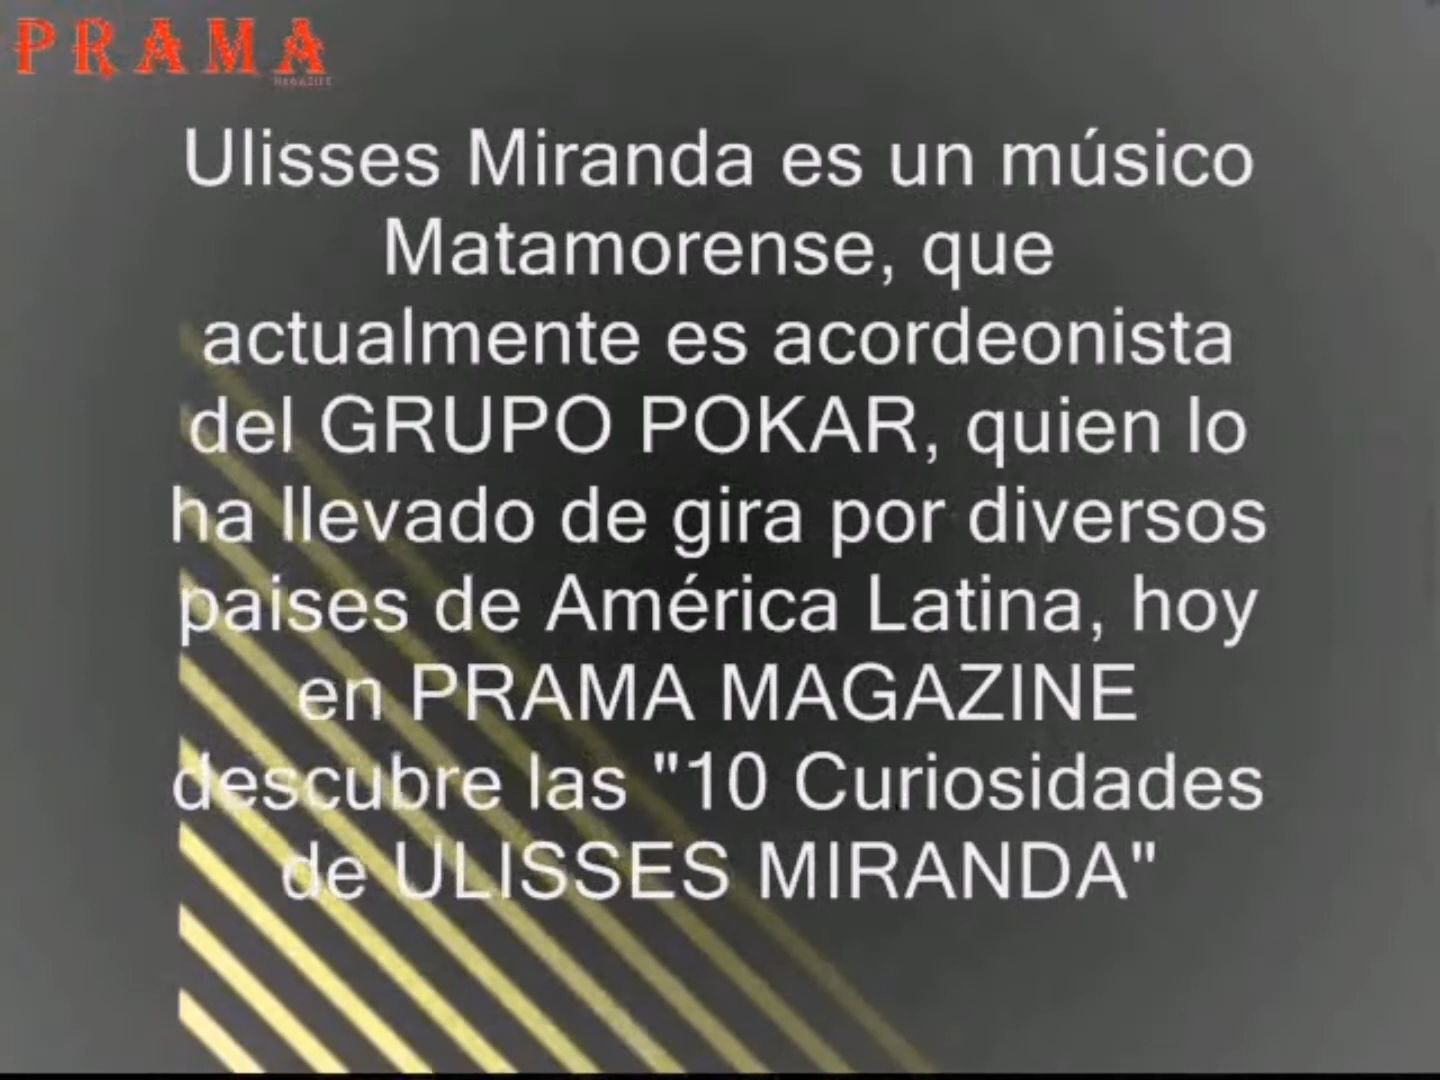 PRAMA
MAGAZINE
Ulisses Miranda es un músico
Matamorense, que
actualmente es acordeonista
del GRUPO POKAR, quien lo
ha llevado de gira por diversos
paises de América Latina, hoy
en PRAMA MAGAZINE
descubre las "10 Curiosidades
de ULISSES MIRANDA"